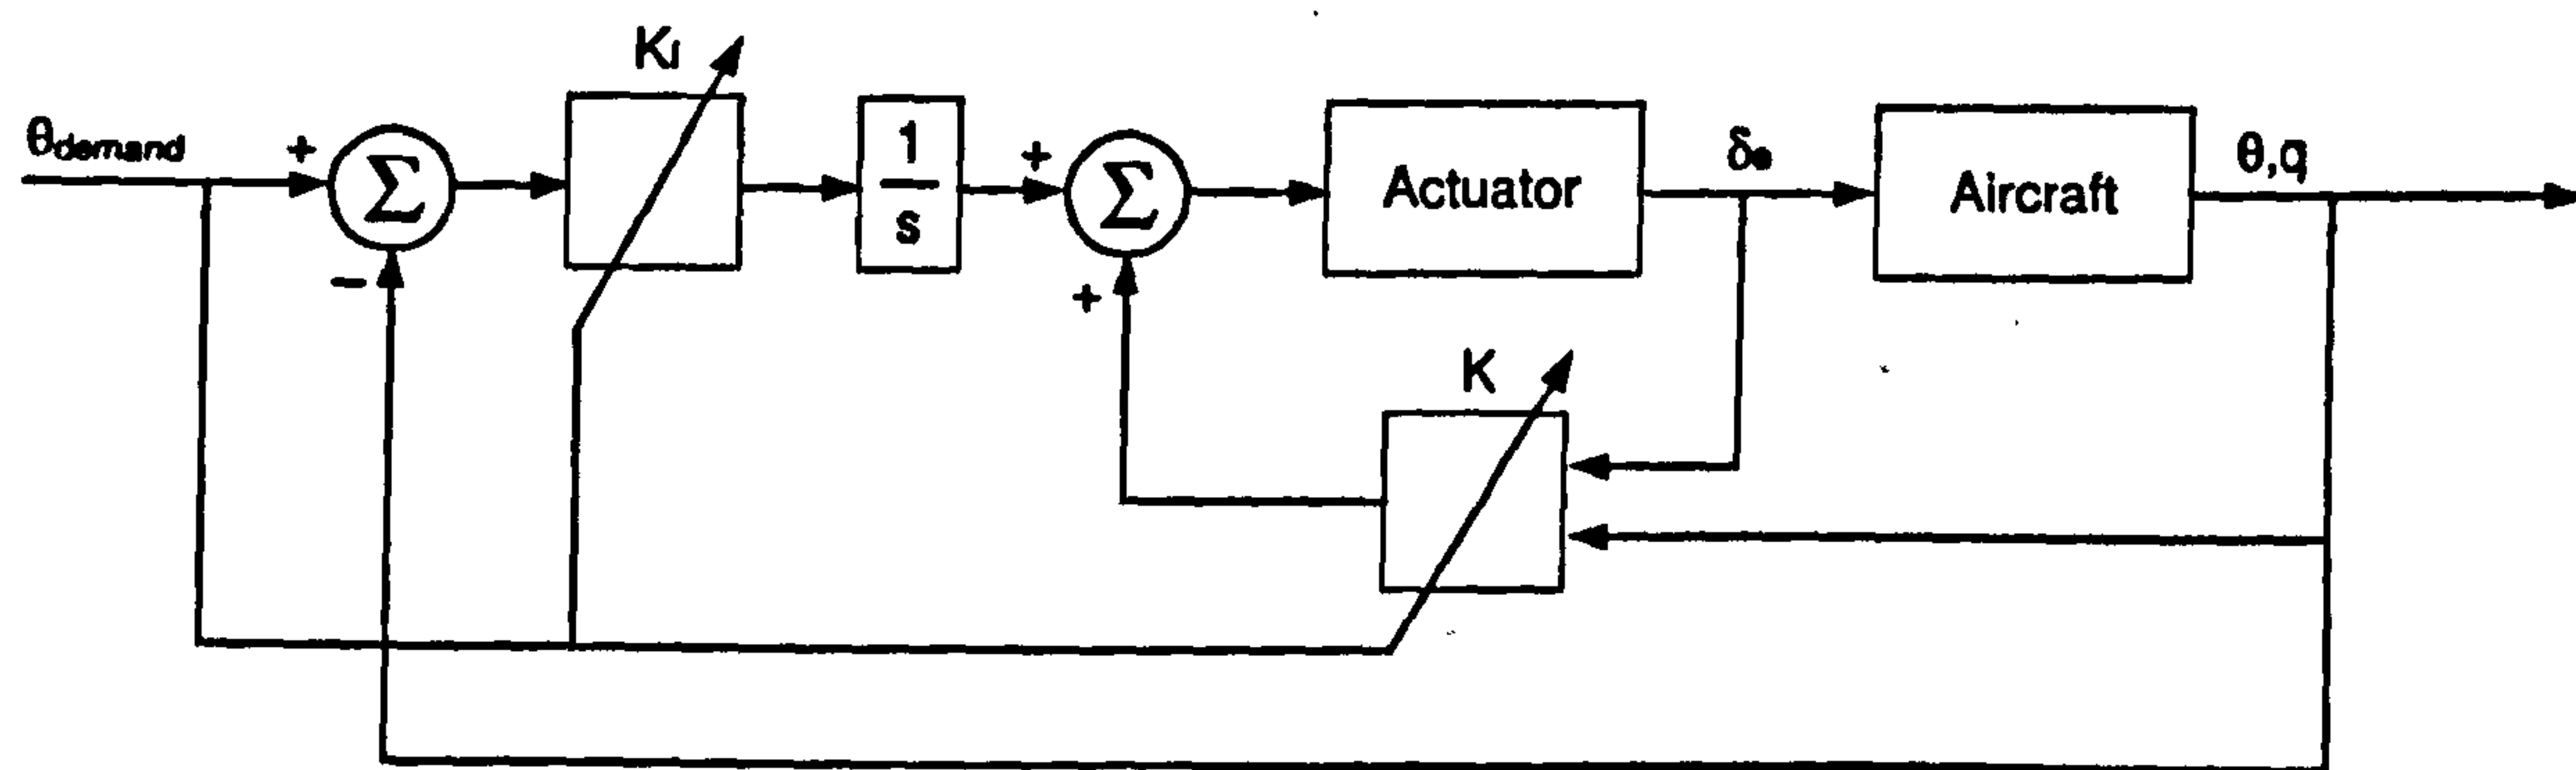 θdemand
+
Σ
−
KI
1
s
+
Σ
+
Actuator
δe
Aircraft
θ,q
K